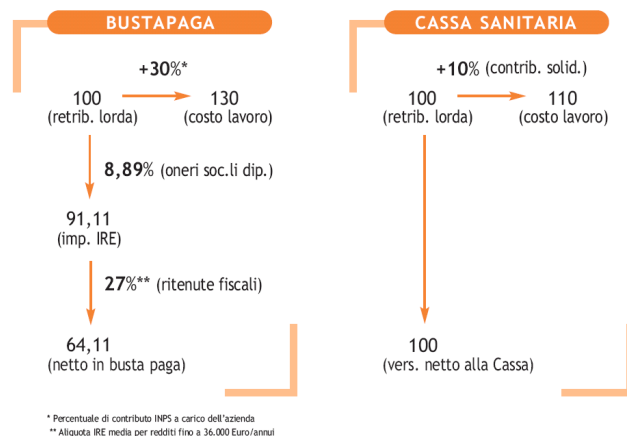 BUSTAPAGA
+30%*
100
130
(retrib. lorda)
(costo lavoro)
8,89% (oneri soc.li dip.)
91,11
(imp. IRE)
27%** (ritenute fiscali)
64,11
(netto in busta paga)
CASSA SANITARIA
+10% (contrib. solid.)
100
110
(retrib. lorda)
(costo lavoro)
100
(vers. netto alla Cassa)
* Percentuale di contributo INPS a carico dell'azienda
** Aliquota IRE media per redditi fino a 36.000 Euro/annui